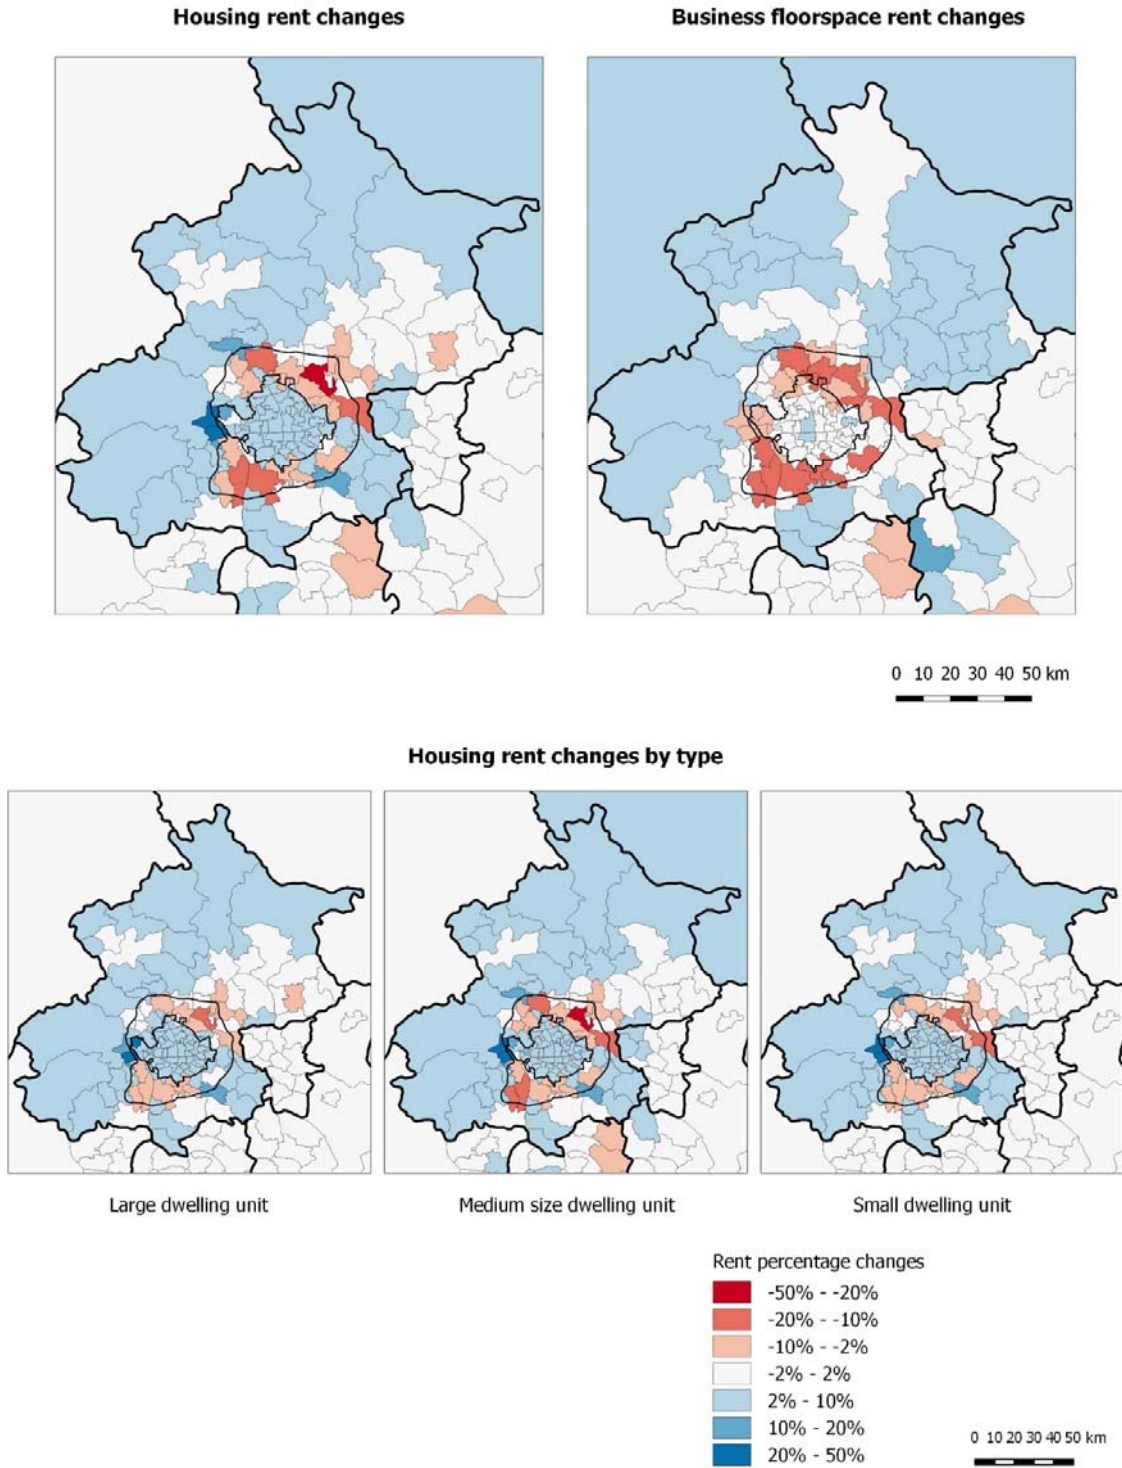 Housing rent changes
Business floorspace rent changes
0 10 20 30 40 50 km
Housing rent changes by type
Large dwelling unit
Medium size dwelling unit
Small dwelling unit
Rent percentage changes
-50% - -20%
-20% - -10%
-10% - -2%
-2% - 2%
2% - 10%
10% - 20%
20% - 50%
0 10 20 30 40 50 km